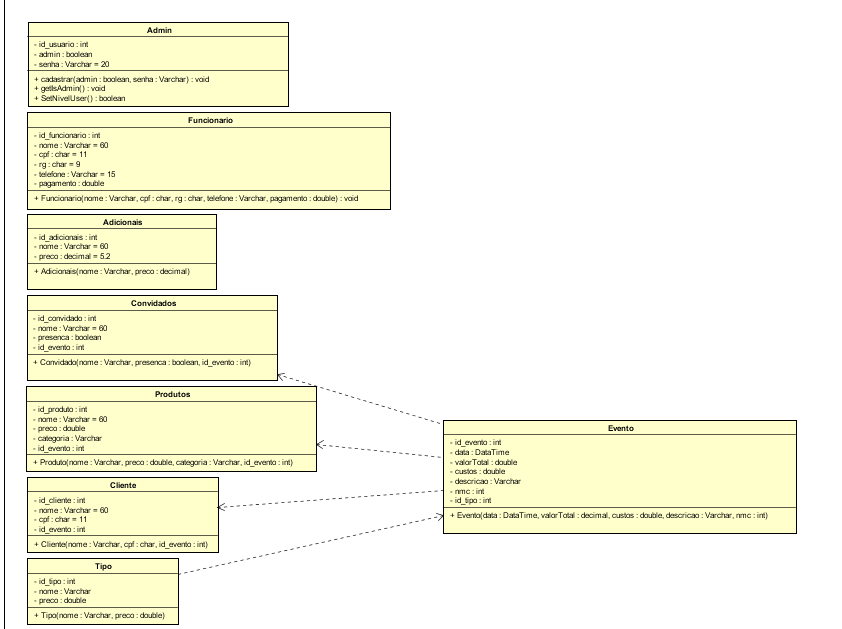 Admin
- id_usuario : int
- admin : boolean
- senha : Varchar = 20
+ cadastrar(admin : boolean, senha : Varchar) : void
+ getIsAdmin() : void
+ SetNivelUser() : boolean
Funcionario
- id_funcionario : int
- nome : Varchar = 60
- cpf : char = 11
- rg : char = 9
- telefone : Varchar = 15
- pagamento : double
+ Funcionario(nome : Varchar, cpf : char, rg : char, telefone : Varchar, pagamento : double) : void
Adicionais
- id_adicionais : int
- nome : Varchar = 60
- preco : decimal = 5.2
+ Adicionais(nome : Varchar, preco : decimal)
Convidados
- id_convidado : int
- nome : Varchar = 60
- presenca : boolean
- id_evento : int
+ Convidado(nome : Varchar, presenca : boolean, id_evento : int)
Produtos
- id_produto : int
- nome : Varchar = 60
- preco : double
- categoria : Varchar
- id_evento : int
+ Produto(nome : Varchar, preco : double, categoria : Varchar, id_evento : int)
Cliente
- id_cliente : int
- nome : Varchar = 60
- cpf : char = 11
- id_evento : int
+ Cliente(nome : Varchar, cpf : char, id_evento : int)
Tipo
- id_tipo : int
- nome : Varchar
- preco : double
+ Tipo(nome : Varchar, preco : double)
Evento
- id_evento : int
- data : DataTime
- valorTotal : double
- custos : double
- descricao : Varchar
- nmc : int
- id_tipo : int
+ Evento(data : DataTime, valorTotal : decimal, custos : double, descricao : Varchar, nmc : int)